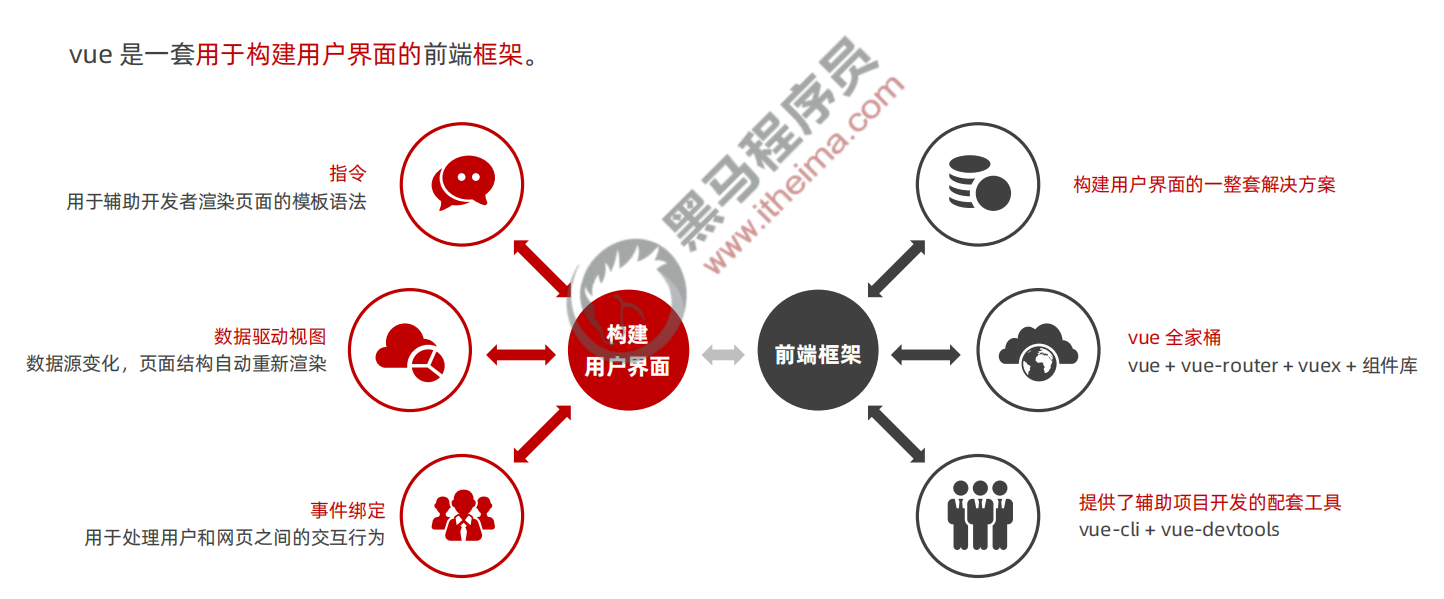 vue 是一套用于构建用户界面的前端框架。
黑马程序员
www.itheima.com
指令
用于辅助开发者渲染页面的模板语法
数据驱动视图
数据源变化，页面结构自动重新渲染
事件绑定
用于处理用户和网页之间的交互行为
构建
用户界面
前端框架
构建用户界面的一整套解决方案
vue 全家桶
vue + vue-router + vuex + 组件库
提供了辅助项目开发的配套工具
vue-cli + vue-devtools